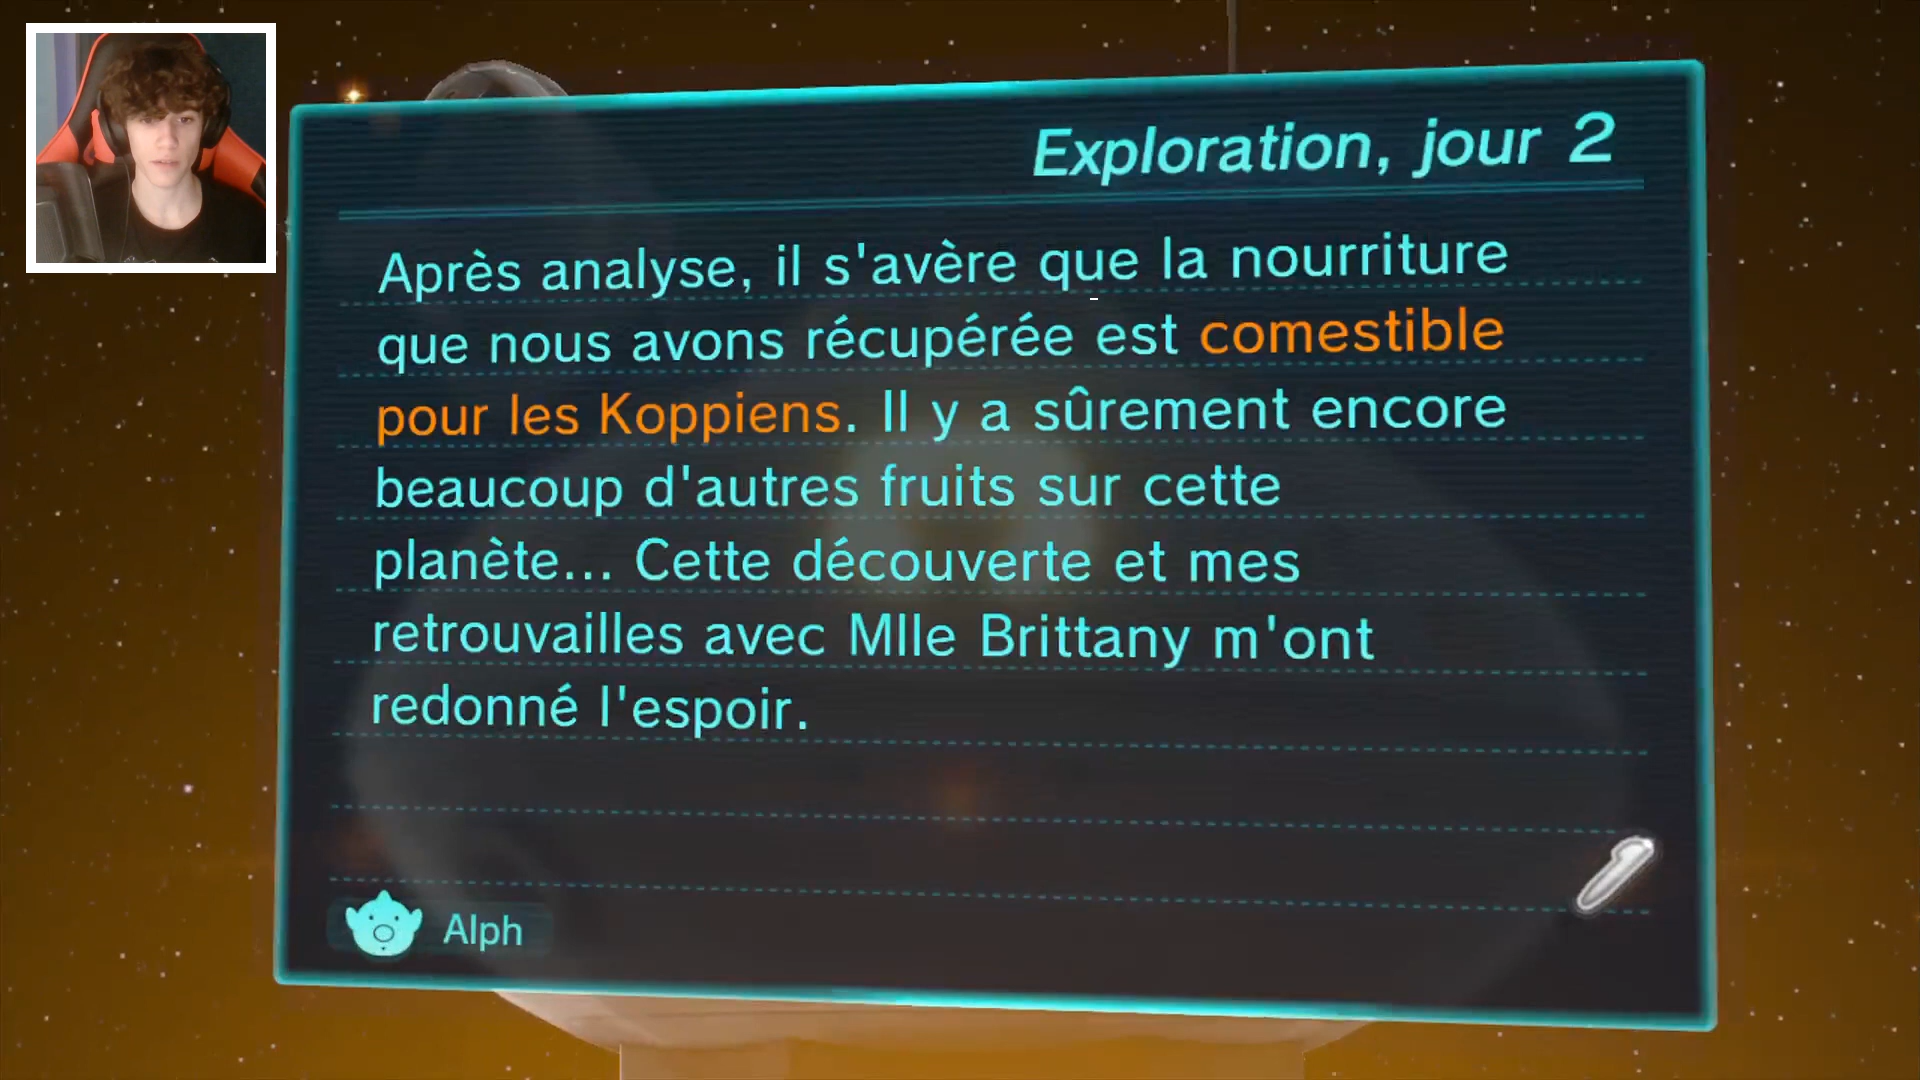 Exploration, jour 2
Après analyse, il s'avère que la nourriture
que nous avons récupérée est comestible
pour les Koppiens. Il y a sûrement encore
beaucoup d'autres fruits sur cette
planète... Cette découverte et mes
retrouvailles avec Mlle Brittany m'ont
redonné l'espoir.
Alph